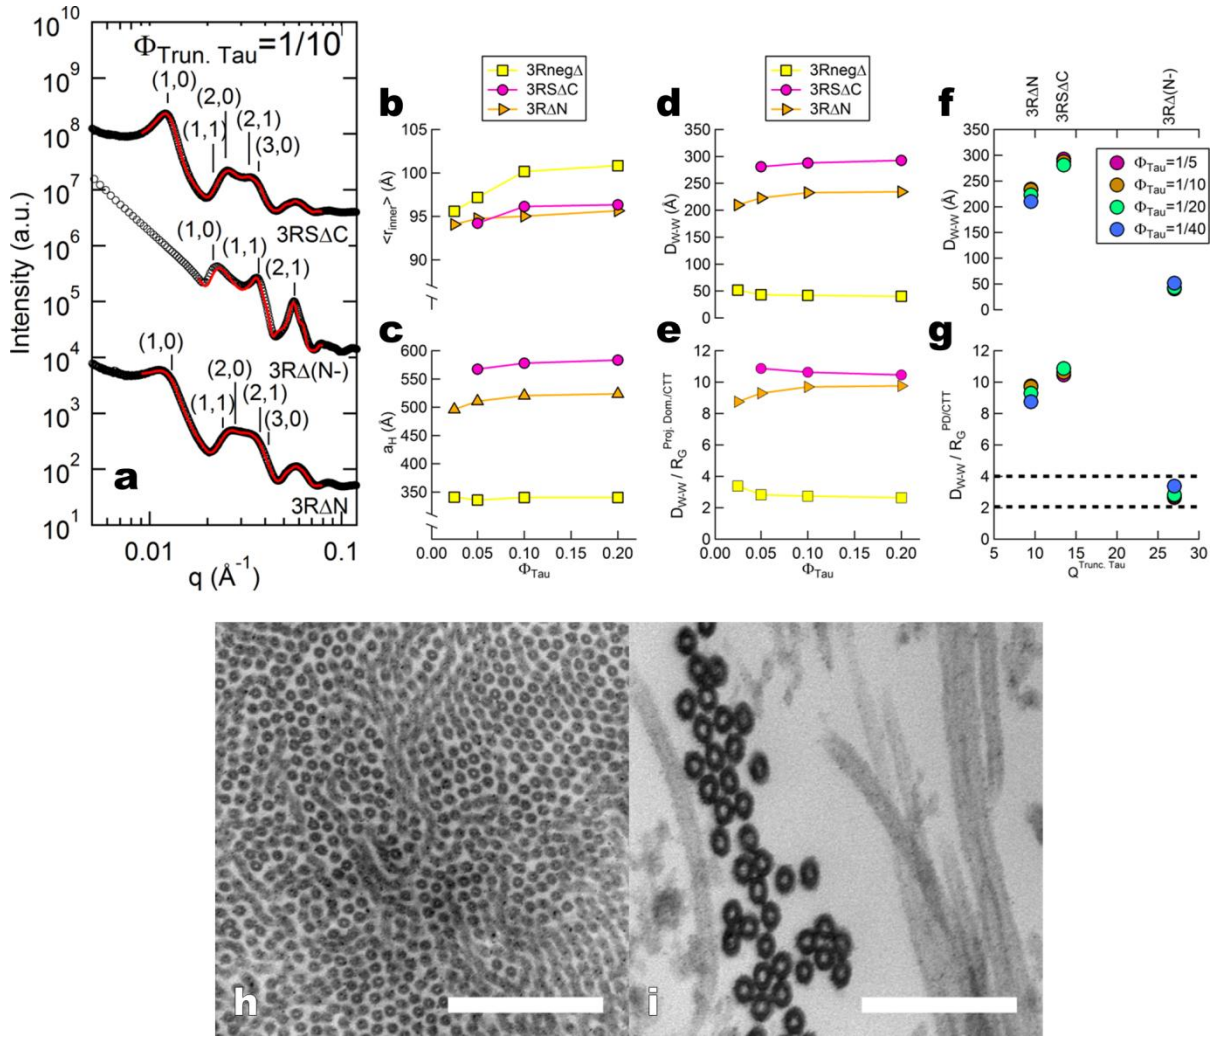 Φ_Trun. Tau=1/10
Intensity (a.u.)
10^10
10^9
10^8
10^7
10^6
10^5
10^4
10^3
10^2
10^1
(1,0)
(2,0)
(1,1)
(2,1)
(3,0)
3RSΔC
(1,0)
(1,1)
(2,1)
3RΔ(N-)
(1,0)
(2,0)
(1,1)
(2,1)
(3,0)
3RΔN
a
0.01
0.1
q (Å^-1)
b
3RnegΔ
3RSΔC
3RΔN
<r_inner> (Å)
105
100
95
90
c
a_H (Å)
600
550
500
450
400
350
0.00
0.05
0.10
0.15
0.20
Φ_Tau
d
3RnegΔ
3RSΔC
3RΔN
D_W-W (Å)
350
300
250
200
150
100
50
0
e
D_W-W / R_G^Proj. Dom./CTT
12
10
8
6
4
2
0
0.00
0.05
0.10
0.15
0.20
Φ_Tau
f
3RΔN
3RSΔC
3RΔ(N-)
D_W-W (Å)
350
300
250
200
150
100
50
0
Φ_Tau=1/5
Φ_Tau=1/10
Φ_Tau=1/20
Φ_Tau=1/40
g
D_W-W / R_G^PD/CTT
12
10
8
6
4
2
0
5
10
15
20
25
30
Q^Trunc. Tau
h
i